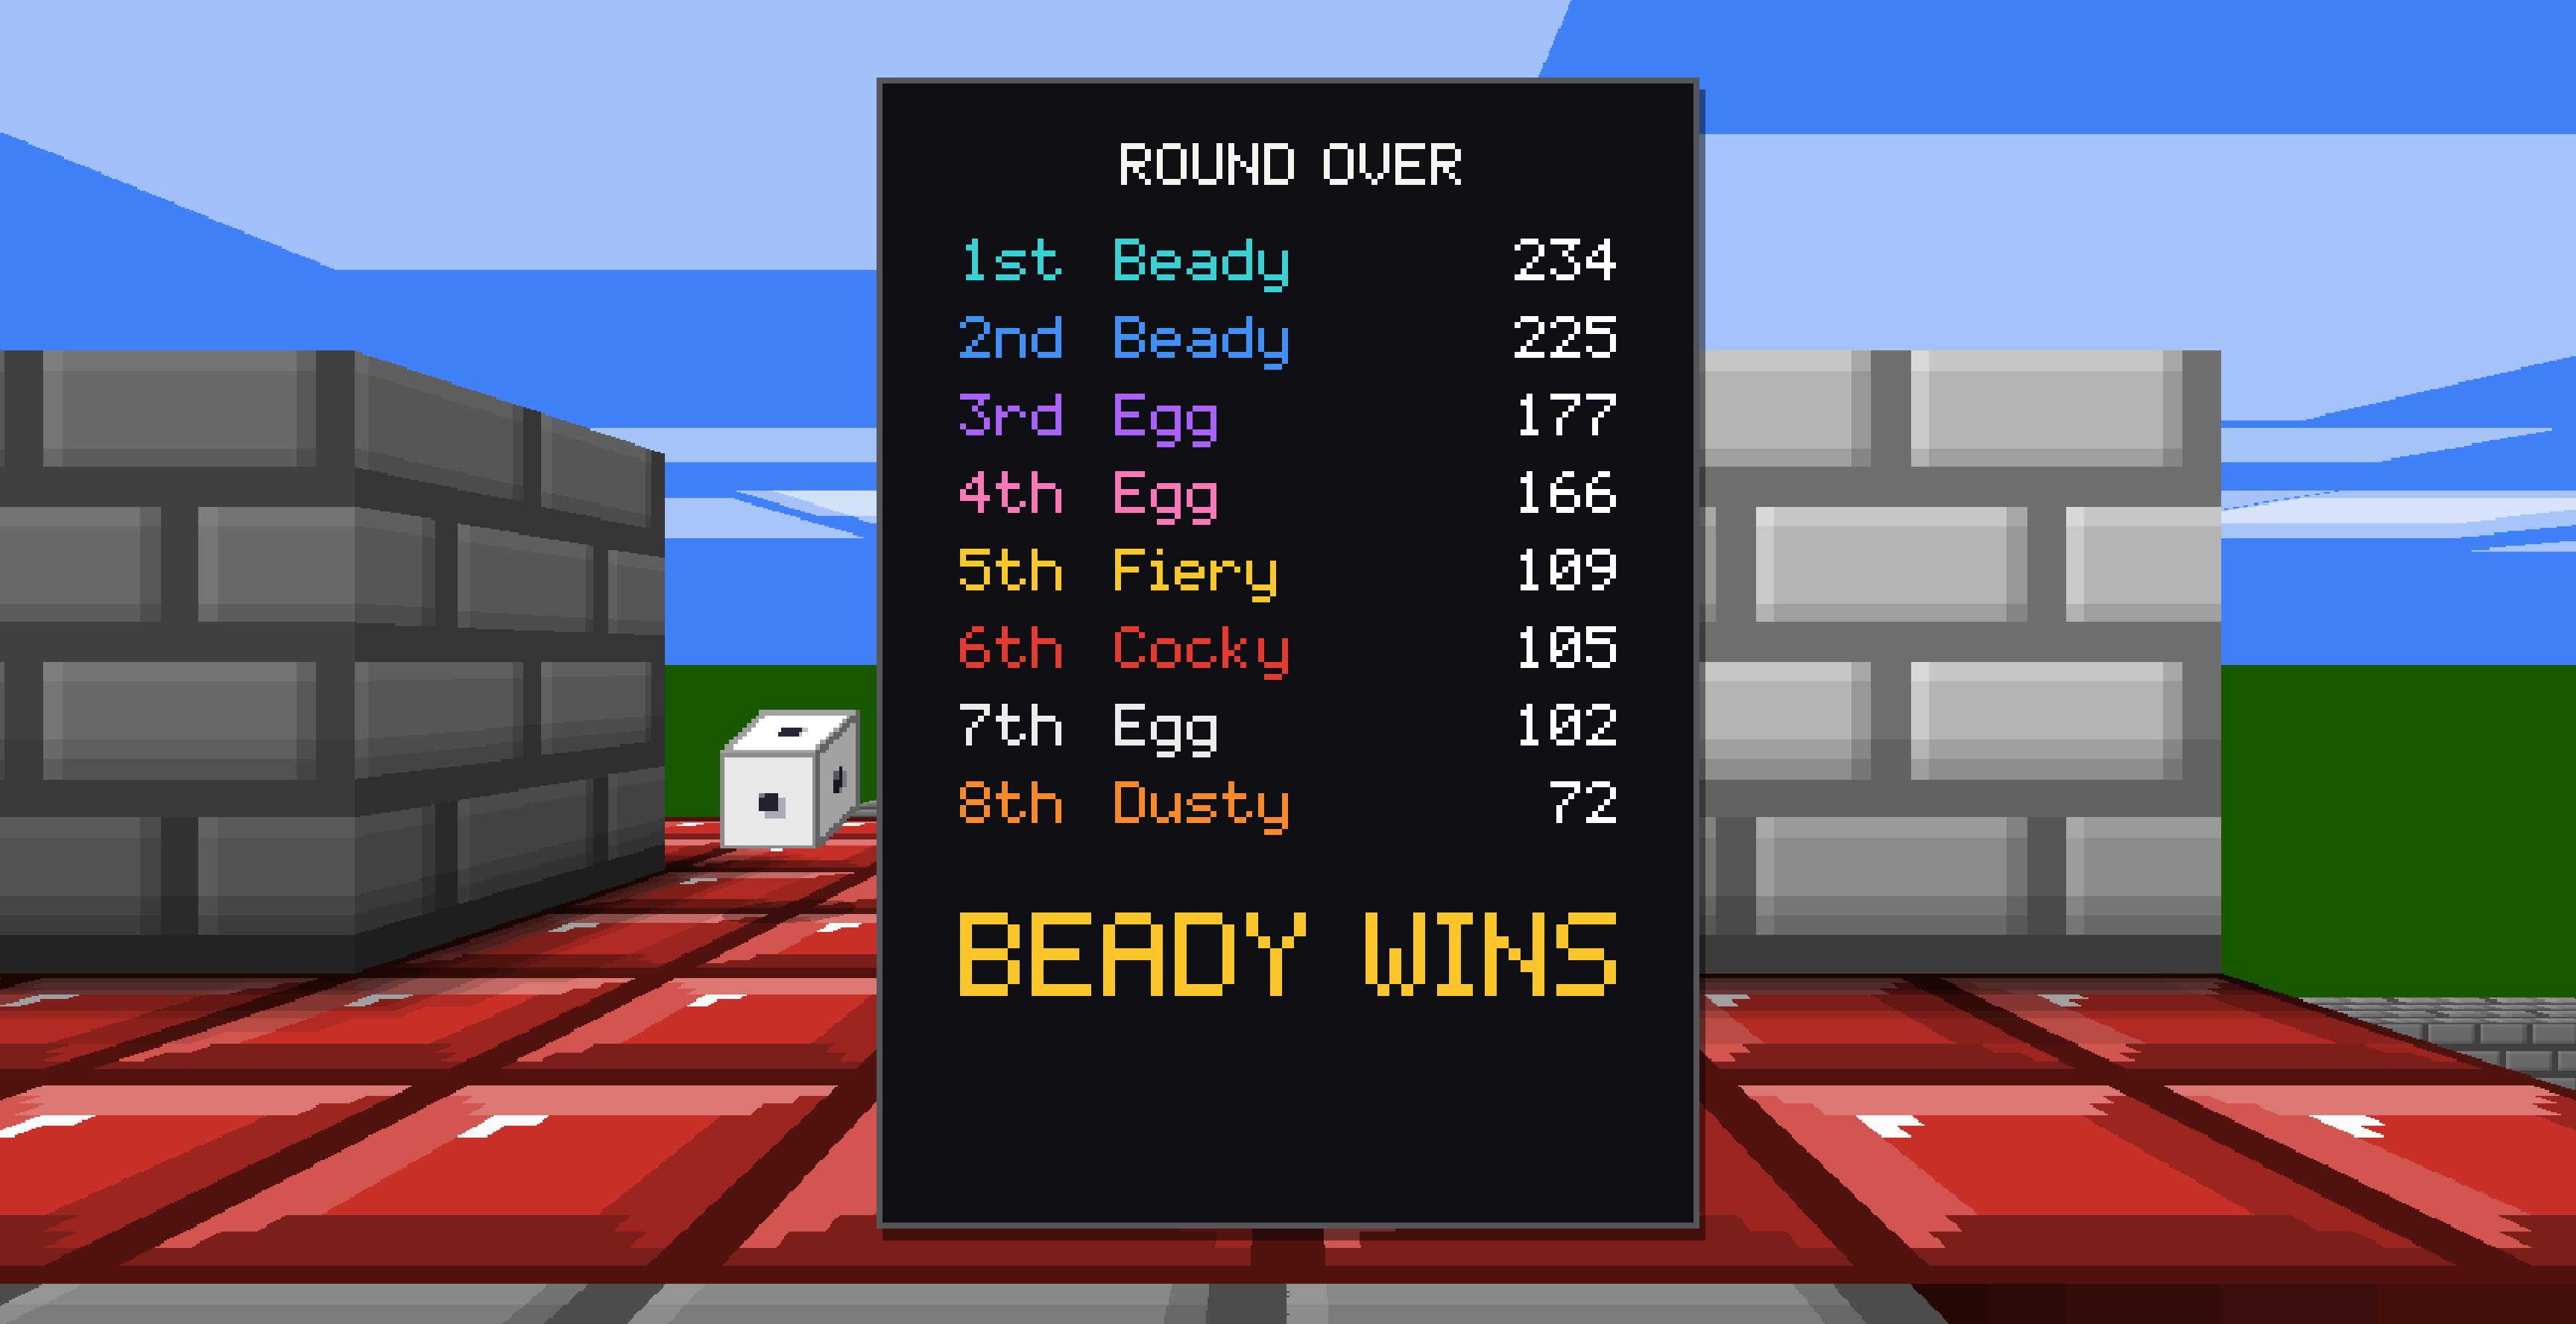 ROUND OVER
1st Beady 234
2nd Beady 225
3rd Egg 177
4th Egg 166
5th Fiery 109
6th Cocky 105
7th Egg 102
8th Dusty 72
BEADY WINS